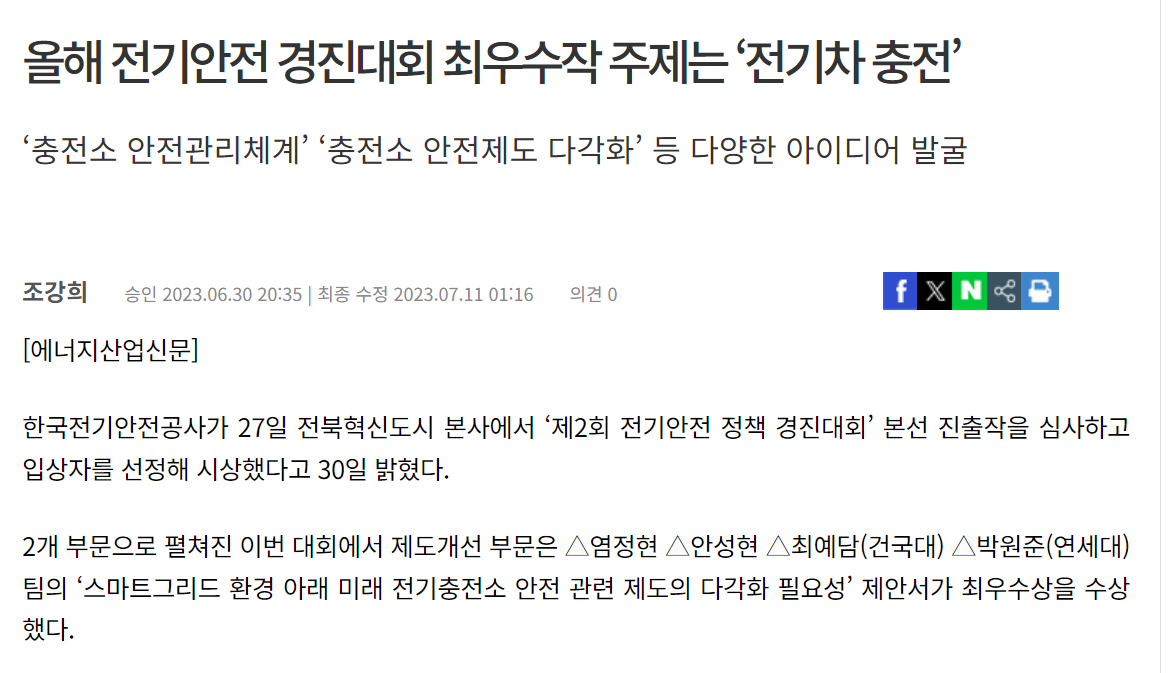 올해 전기안전 경진대회 최우수작 주제는 ‘전기차 충전’
‘충전소 안전관리체계’ ‘충전소 안전제도 다각화’ 등 다양한 아이디어 발굴
조강희 승인 2023.06.30 20:35 | 최종 수정 2023.07.11 01:16 의견 0
[에너지산업신문]
한국전기안전공사가 27일 전북혁신도시 본사에서 ‘제2회 전기안전 정책 경진대회’ 본선 진출작을 심사하고
입상자를 선정해 시상했다고 30일 밝혔다.
2개 부문으로 펼쳐진 이번 대회에서 제도개선 부문은 △염정현 △안성현 △최예담(건국대) △박원준(연세대)
팀의 ‘스마트그리드 환경 아래 미래 전기충전소 안전 관련 제도의 다각화 필요성’ 제안서가 최우수상을 수상
했다.